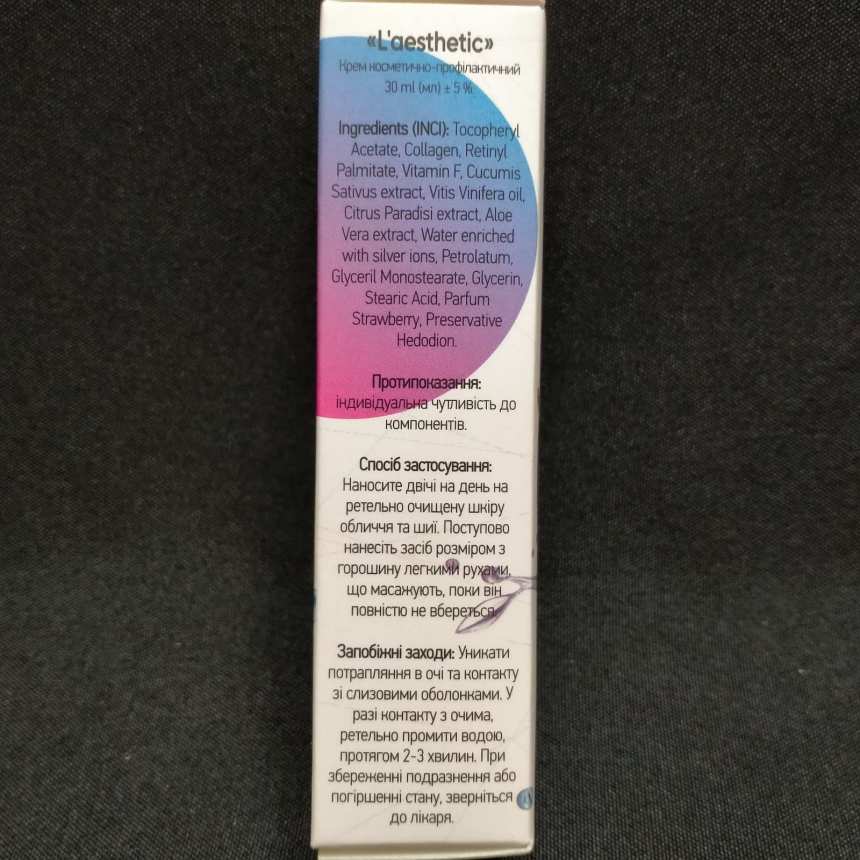 «L'aesthetic»
Крем косметично-профілактичний
30 ml (мл) ± 5 %
Ingredients (INCI): Tocopheryl
Acetate, Collagen, Retinyl
Palmitate, Vitamin F, Cucumis
Sativus extract, Vitis Vinifera oil,
Citrus Paradisi extract, Aloe
Vera extract, Water enriched
with silver ions, Petrolatum,
Glyceril Monostearate, Glycerin,
Stearic Acid, Parfum
Strawberry, Preservative
Hedodion.
Протипоказання:
індивідуальна чутливість до
компонентів.
Спосіб застосування:
Наносите двічі на день на
ретельно очищену шкіру
обличчя та шиї. Поступово
нанесіть засіб розміром з
горошину легкими рухами,
що масажують, поки він
повністю не вбереться.
Запобіжні заходи: Уникати
потрапляння в очі та контакту
зі слизовими оболонками. У
разі контакту з очима,
ретельно промити водою,
протягом 2-3 хвилин. При
збереженні подразнення або
погіршенні стану, зверніться
до лікаря.